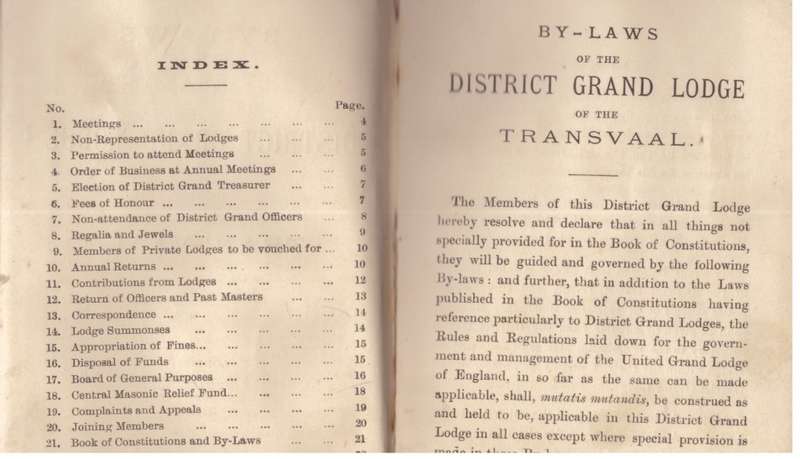 INDEX.
No. Page.
1. Meetings ... ... ... ... ... ... 4
2. Non-Representation of Lodges ... ... ... 5
3. Permission to attend Meetings ... ... 5
4. Order of Business at Annual Meetings ... ... 6
5. Election of District Grand Treasurer ... ... 7
6. Fees of Honour ... ... ... ... ... ... 7
7. Non-attendance of District Grand Officers ... 8
8. Regalia and Jewels ... ... ... ... ... 9
9. Members of Private Lodges to be vouched for ... 10
10. Annual Returns ... ... ... ... ... ... 10
11. Contributions from Lodges ... ... ... ... 12
12. Return of Officers and Past Masters ... ... 13
13. Correspondence ... ... ... ... ... ... 14
14. Lodge Summonses ... ... ... ... ... 14
15. Appropriation of Fines... ... ... ... ... 15
16. Disposal of Funds ... ... ... ... ... 15
17. Board of General Purposes ... ... ... ... 16
18. Central Masonic Relief Fund... ... ... ... 18
19. Complaints and Appeals ... ... ... ... 19
20. Joining Members ... ... ... ... ... 20
21. Book of Constitutions and By-Laws ... ... 21
BY-LAWS
OF THE
DISTRICT GRAND LODGE
OF THE
TRANSVAAL.
The Members of this District Grand Lodge
hereby resolve and declare that in all things not
specially provided for in the Book of Constitutions,
they will be guided and governed by the following
By-laws: and further, that in addition to the Laws
published in the Book of Constitutions having
reference particularly to District Grand Lodges, the
Rules and Regulations laid down for the govern-
ment and management of the United Grand Lodge
of England, in so far as the same can be made
applicable, shall, mutatis mutandis, be construed as
and held to be, applicable in this District Grand
Lodge in all cases except where special provision is